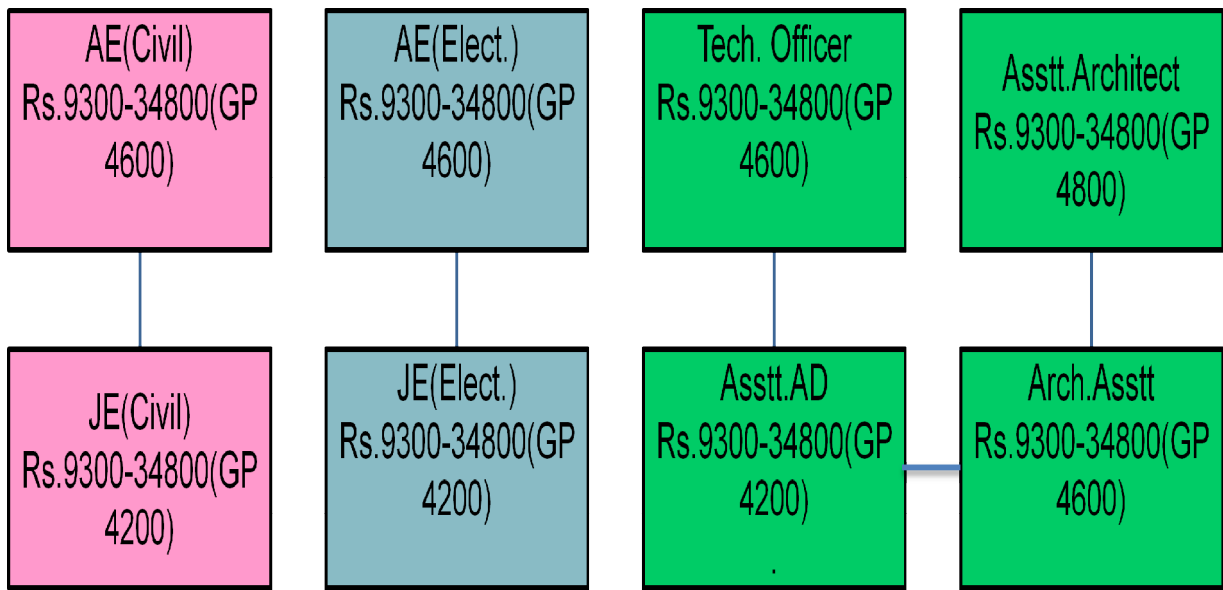 AE(Civil)
Rs.9300-34800(GP
4600)
AE(Elect.)
Rs.9300-34800(GP
4600)
Tech. Officer
Rs.9300-34800(GP
4600)
Asstt.Architect
Rs.9300-34800(GP
4800)
JE(Civil)
Rs.9300-34800(GP
4200)
JE(Elect.)
Rs.9300-34800(GP
4200)
Asstt.AD
Rs.9300-34800(GP
4200)
.
Arch.Asstt
Rs.9300-34800(GP
4600)